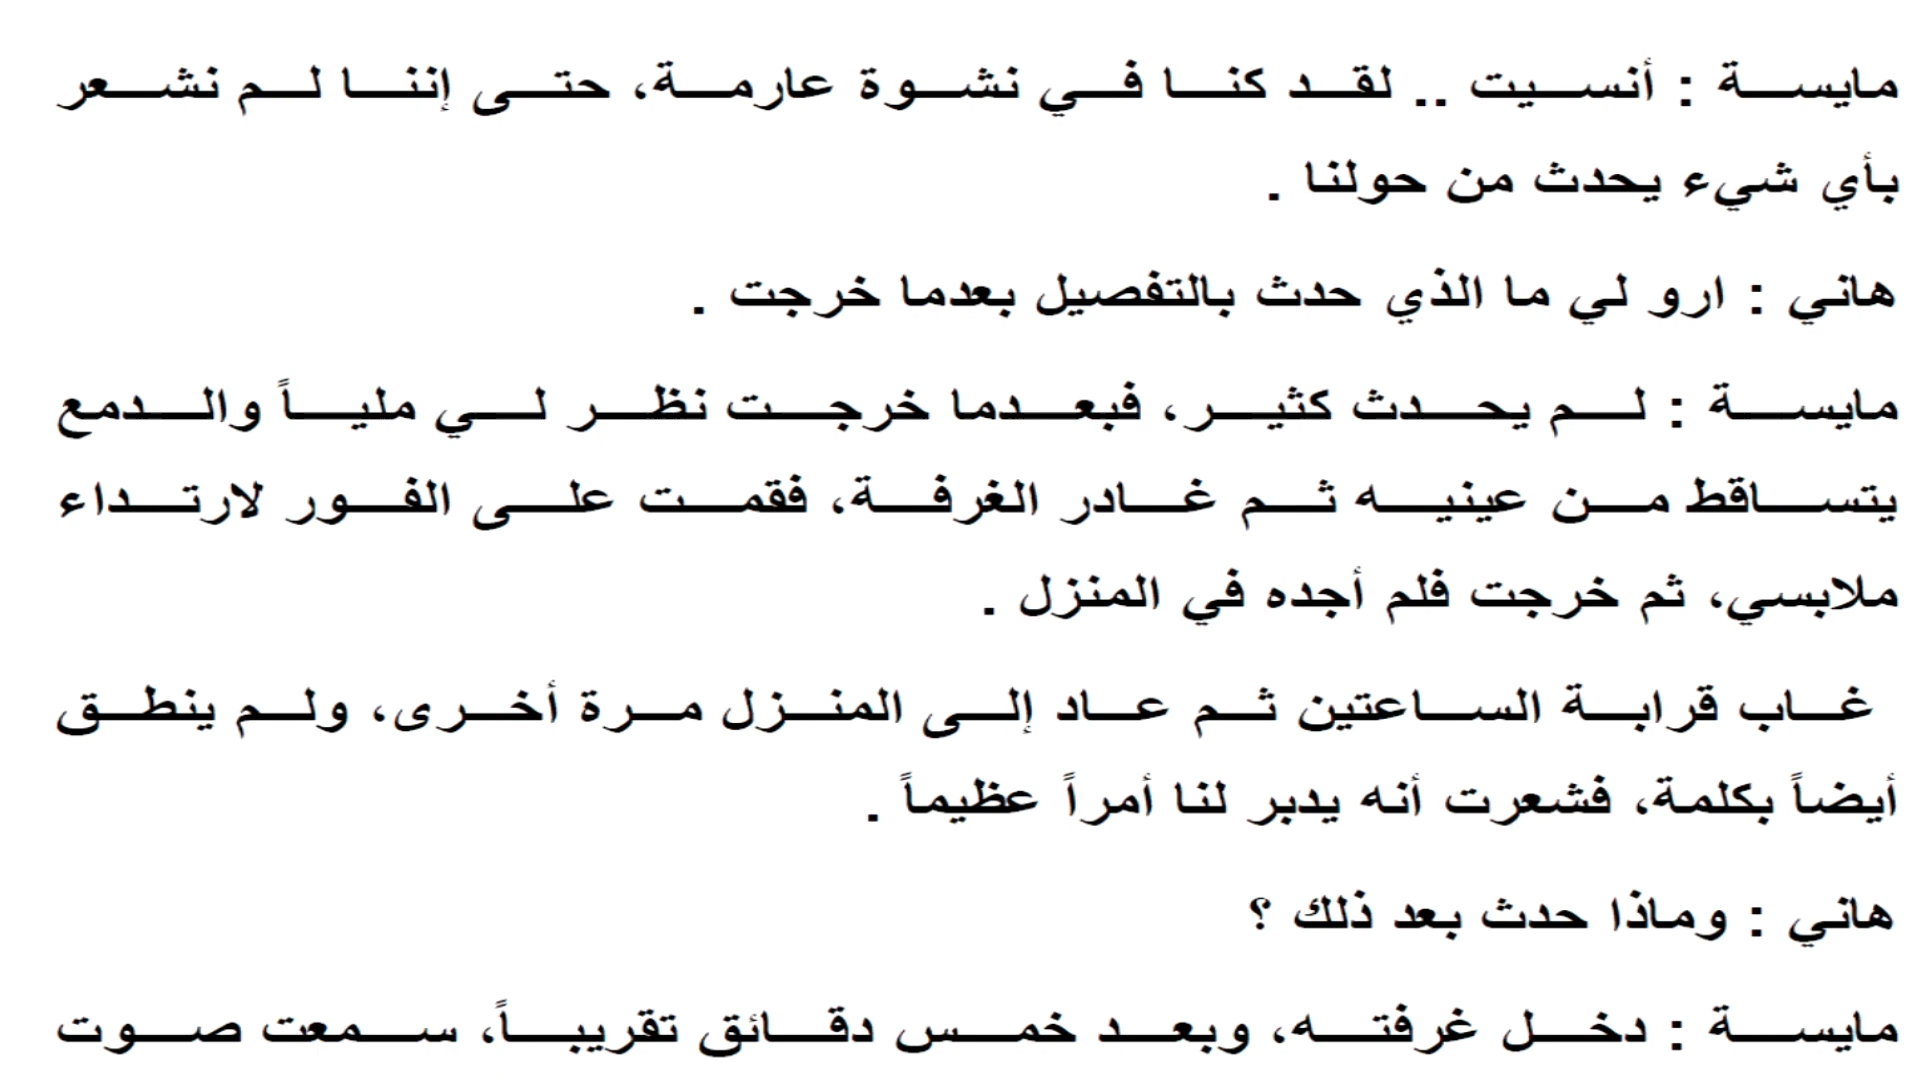 مايسة : أنسيت .. لقد كنا في نشوة عارمة، حتى إننا لم نشعر
بأي شيء يحدث من حولنا .
هاني : ارو لي ما الذي حدث بالتفصيل بعدما خرجت .
مايسة : لم يحدث كثير، فبعدما خرجت نظر لي ملياً والدمع
يتساقط من عينيه ثم غادر الغرفة، فقمت على الفور لارتداء
ملابسي، ثم خرجت فلم أجده في المنزل .
غاب قرابة الساعتين ثم عاد إلى المنزل مرة أخرى، ولم ينطق
أيضاً بكلمة، فشعرت أنه يدبر لنا أمراً عظيماً .
هاني : وماذا حدث بعد ذلك ؟
مايسة : دخل غرفته، وبعد خمس دقائق تقريباً، سمعت صوت